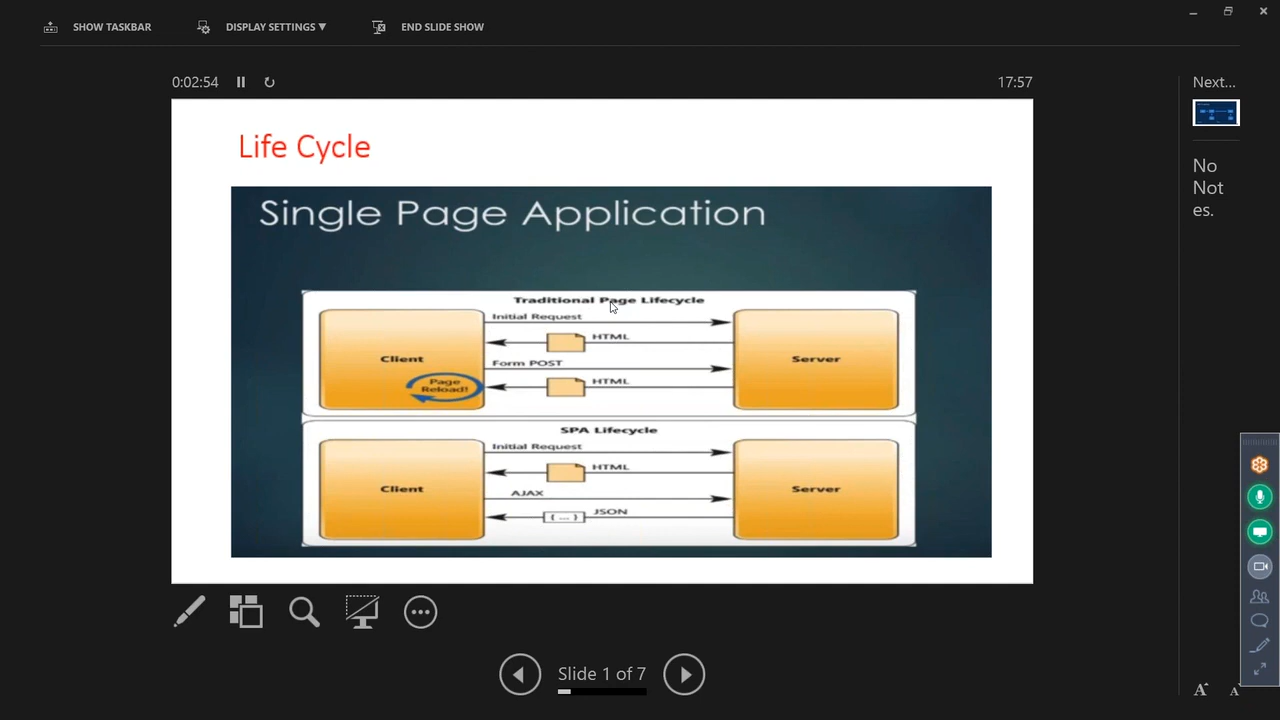 SHOW TASKBAR
DISPLAY SETTINGS ▼
END SLIDE SHOW
0:02:54
17:57
Next...
Life Cycle
Single Page Application
Traditional Page Lifecycle
Initial Request
HTML
Client
Server
Form POST
Page
Reload!
HTML
SPA Lifecycle
Initial Request
HTML
Client
Server
AJAX
{ ... }
JSON
No
Not
es.
Slide 1 of 7
A
A